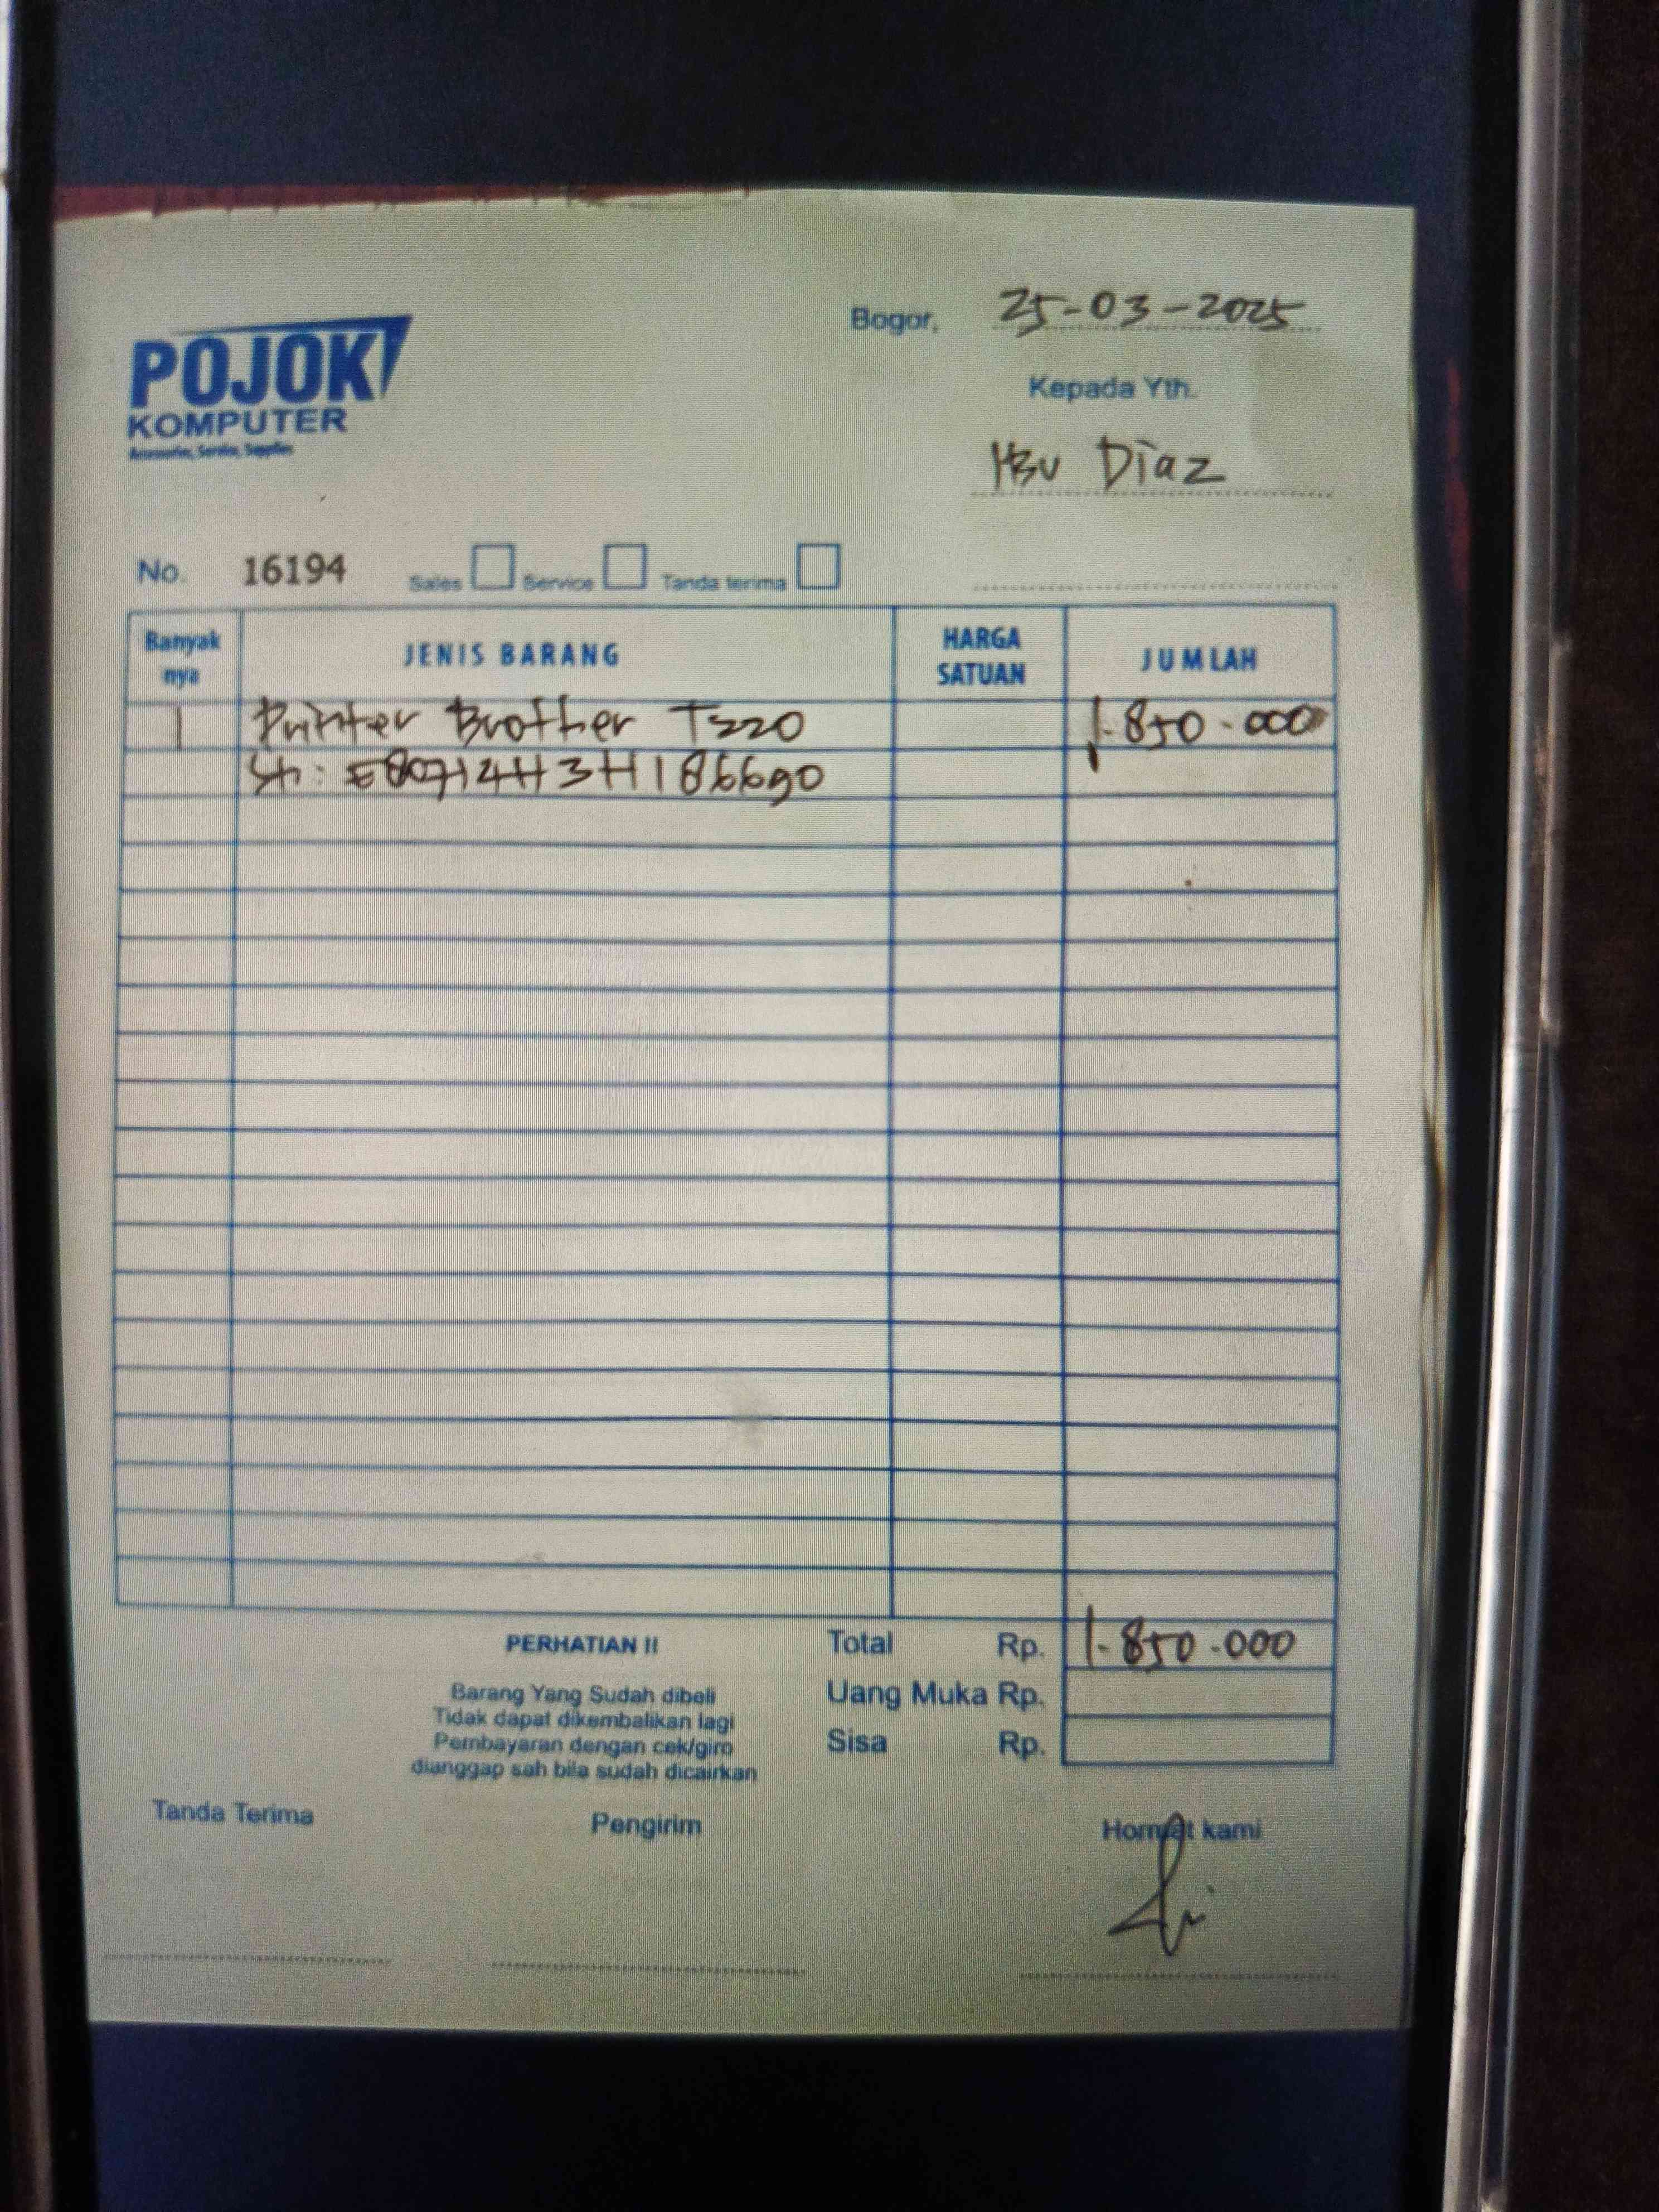 POJOK
KOMPUTER
Accessories, Service, Supplies
Bogor, 25-03-2025
Kepada Yth.
Ibu Diaz
No. 16194 Sales Service Tanda terima
Banyak nya JENIS BARANG HARGA SATUAN JUMLAH
1 Printer Brother T220 1.850.000
Sn:
Total Rp. 1.850.000
Uang Muka Rp.
Sisa Rp.
PERHATIAN !!
Barang Yang Sudah dibeli
Tidak dapat dikembalikan lagi
Pembayaran dengan cek/giro
dianggap sah bila sudah dicairkan
Tanda Terima Pengirim Hormat kami